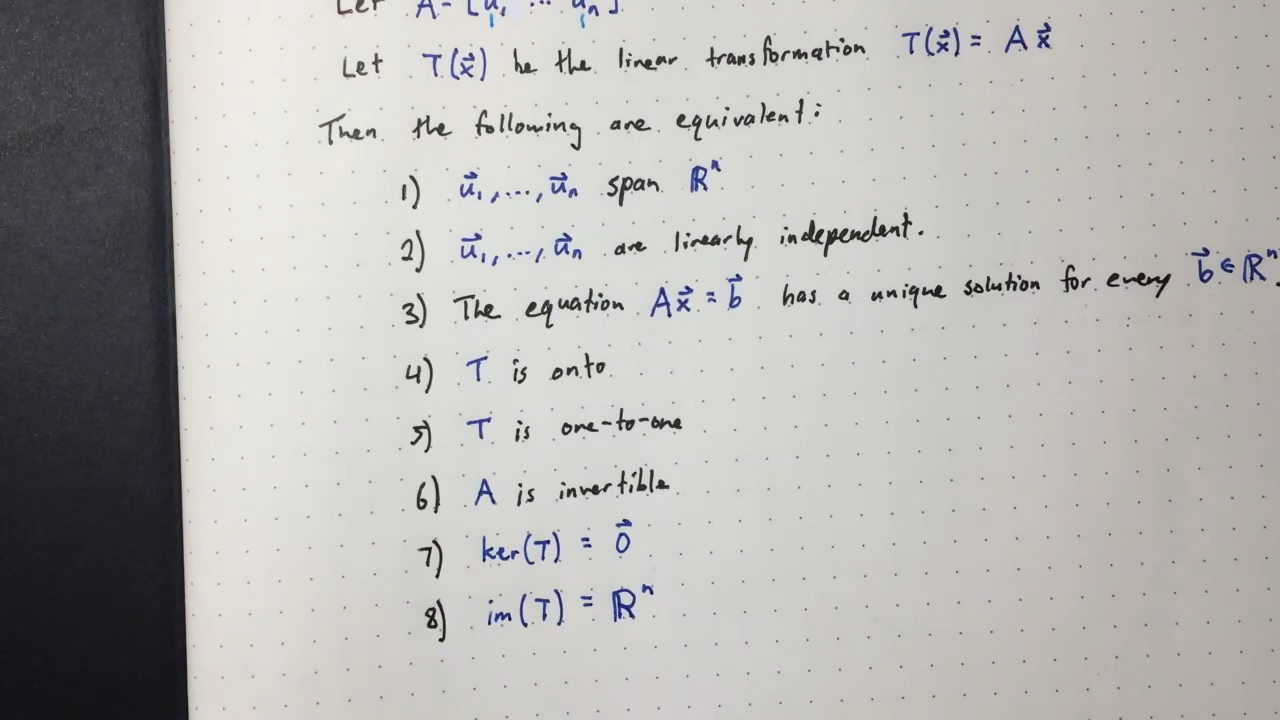 Let A = [u⃗₁ ... u⃗ₙ]
Let T(x⃗) be the linear transformation T(x⃗) = A x⃗
Then the following are equivalent:
1) u⃗₁,...,u⃗ₙ span ℝⁿ
2) u⃗₁,...,u⃗ₙ are linearly independent.
3) The equation A x⃗ = b⃗ has a unique solution for every b⃗ ∈ ℝⁿ.
4) T is onto
5) T is one-to-one
6) A is invertible
7) ker(T) = 0⃗
8) im(T) = ℝⁿ